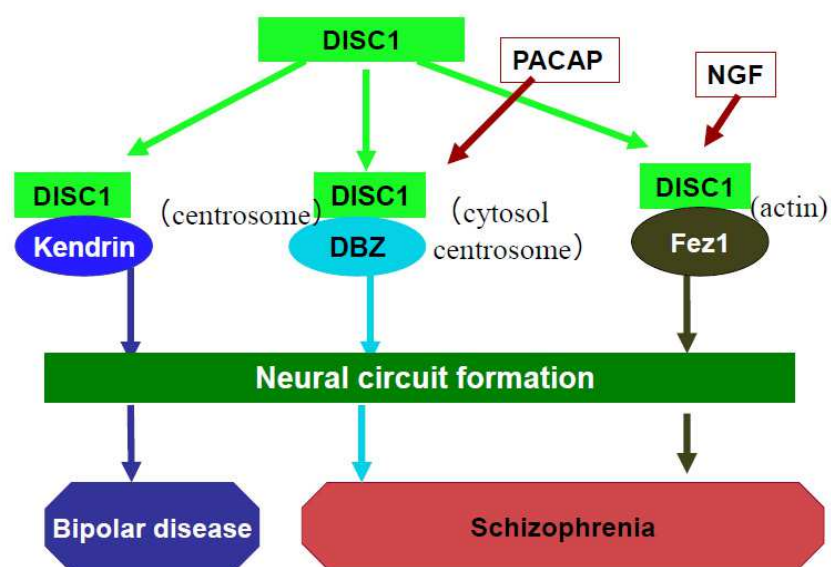 DISC1
PACAP
NGF
DISC1
(centrosome)
DISC1
(cytosol
centrosome)
DISC1
(actin)
Kendrin
DBZ
Fez1
Neural circuit formation
Bipolar disease
Schizophrenia